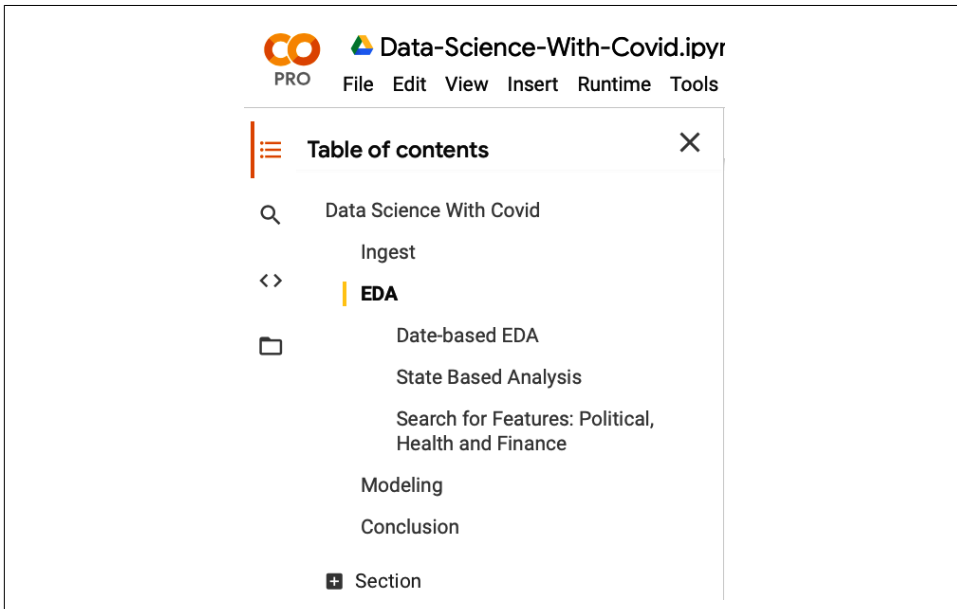 CO Data-Science-With-Covid.ipyn
PRO
File Edit View Insert Runtime Tools
Table of contents
Data Science With Covid
Ingest
EDA
Date-based EDA
State Based Analysis
Search for Features: Political,
Health and Finance
Modeling
Conclusion
Section